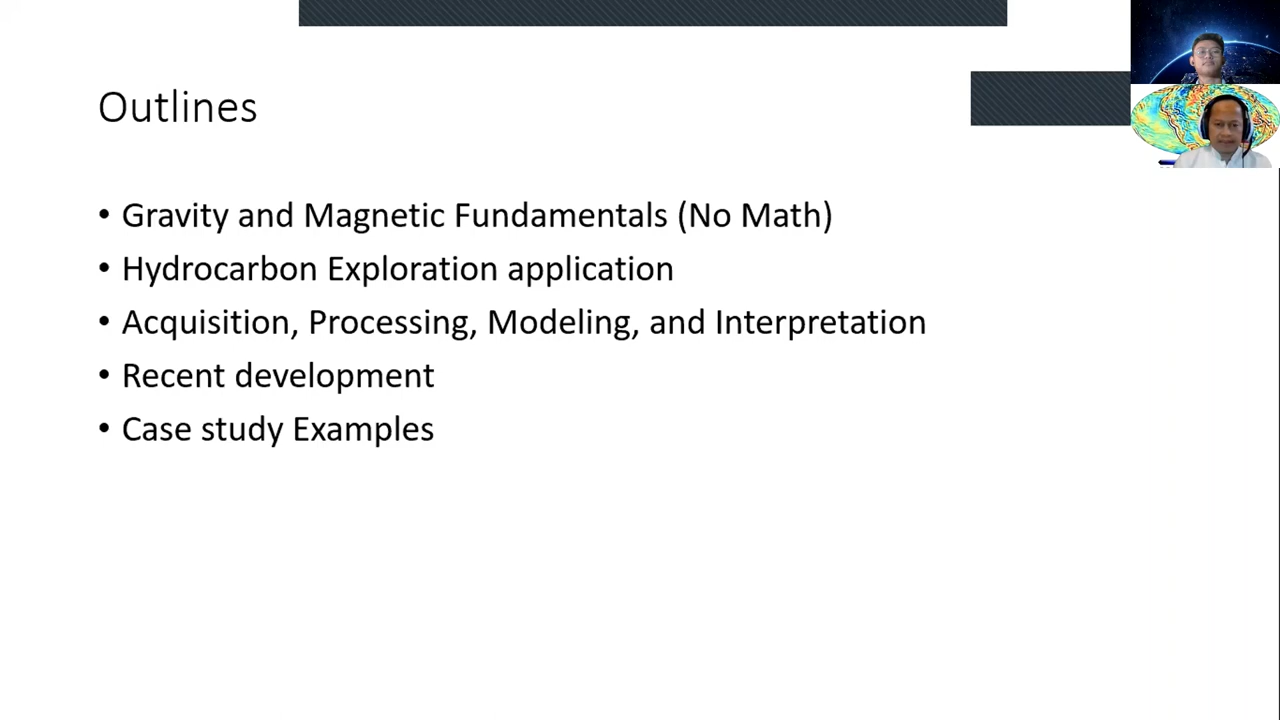 Outlines
• Gravity and Magnetic Fundamentals (No Math)
• Hydrocarbon Exploration application
• Acquisition, Processing, Modeling, and Interpretation
• Recent development
• Case study Examples